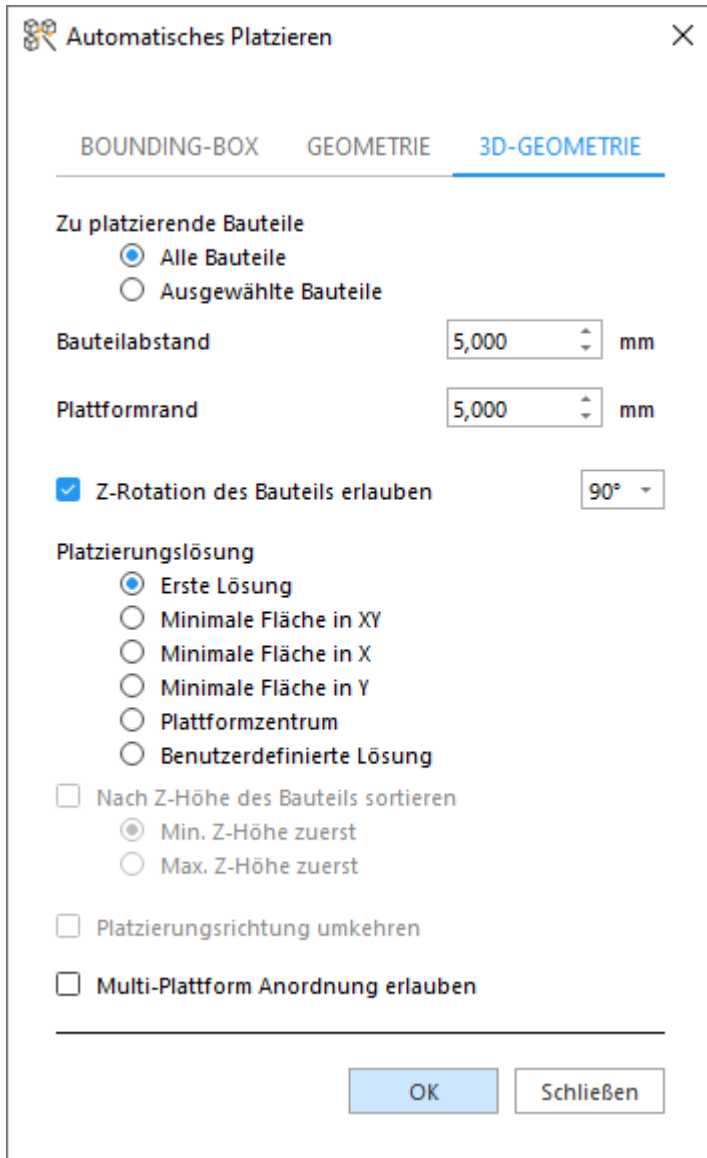 Automatisches Platzieren
BOUNDING-BOX GEOMETRIE 3D-GEOMETRIE
Zu platzierende Bauteile
Alle Bauteile
Ausgewählte Bauteile
Bauteilabstand 5,000 mm
Plattformrand 5,000 mm
Z-Rotation des Bauteils erlauben 90°
Platzierungslösung
Erste Lösung
Minimale Fläche in XY
Minimale Fläche in X
Minimale Fläche in Y
Plattformzentrum
Benutzerdefinierte Lösung
Nach Z-Höhe des Bauteils sortieren
Min. Z-Höhe zuerst
Max. Z-Höhe zuerst
Platzierungsrichtung umkehren
Multi-Plattform Anordnung erlauben
OK Schließen